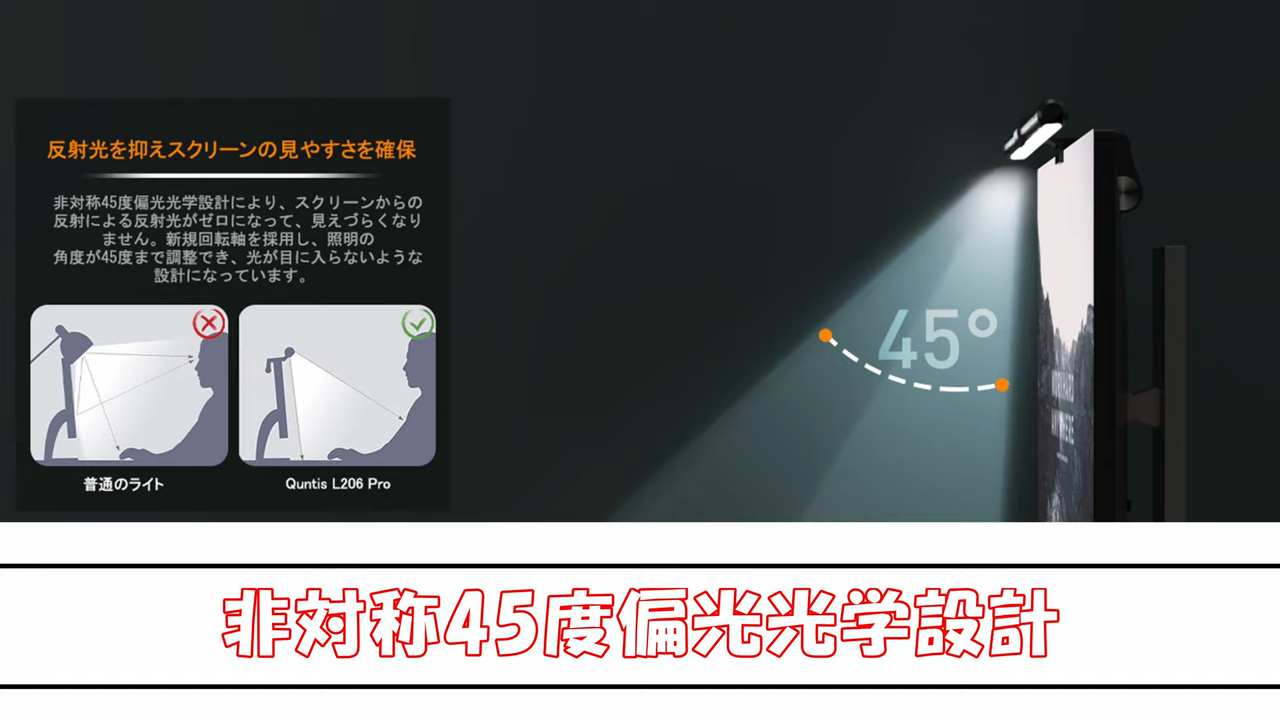 反射光を抑えスクリーンの見やすさを確保
非対称45度偏光光学設計により、スクリーンからの
反射による反射光がゼロになって、見えづらくなり
ません。新規回転軸を採用し、照明の
角度が45度まで調整でき、光が目に入らないような
設計になっています。
普通のライト
Quntis L206 Pro
45°
非対称45度偏光光学設計